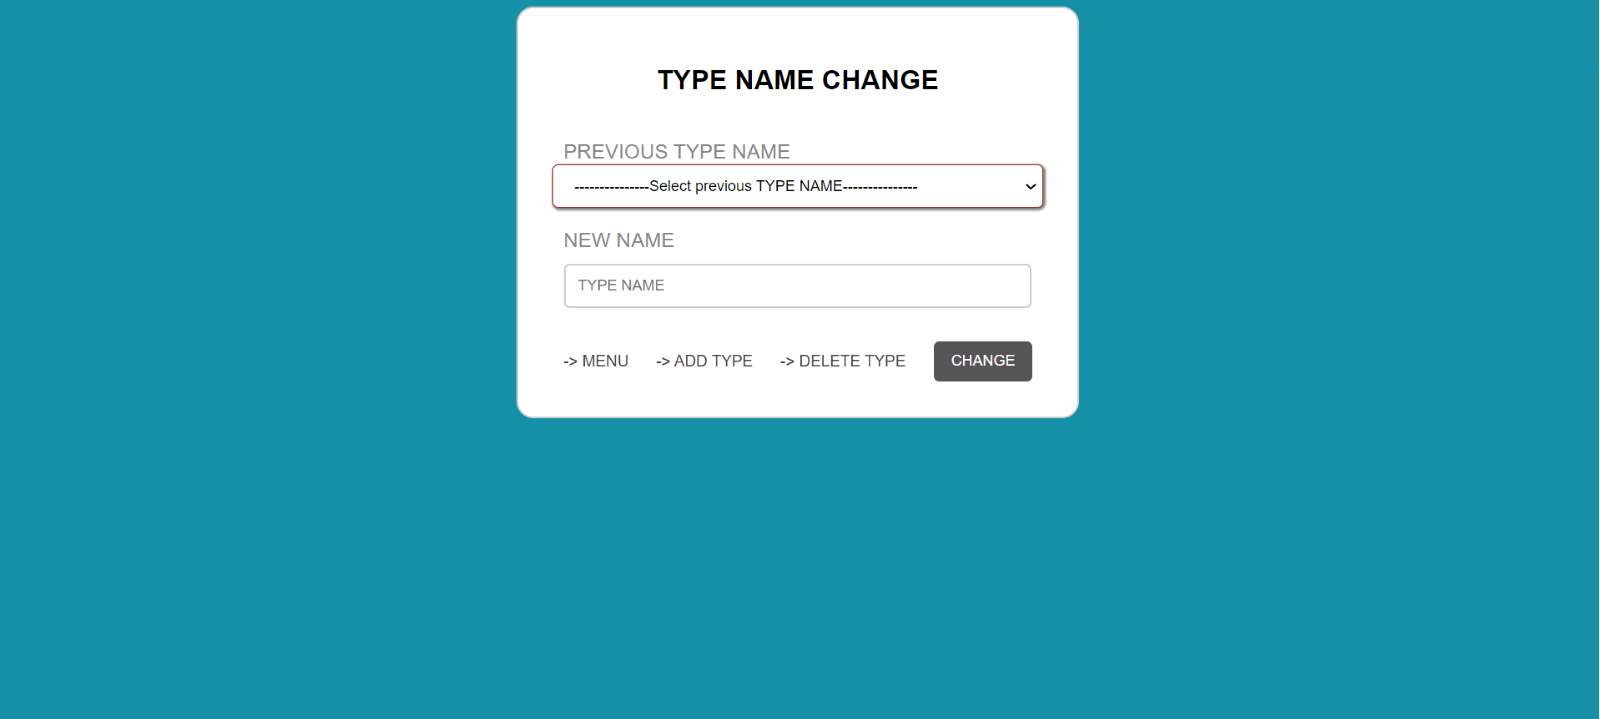 TYPE NAME CHANGE
PREVIOUS TYPE NAME
---------------Select previous TYPE NAME---------------
NEW NAME
TYPE NAME
-> MENU -> ADD TYPE -> DELETE TYPE CHANGE